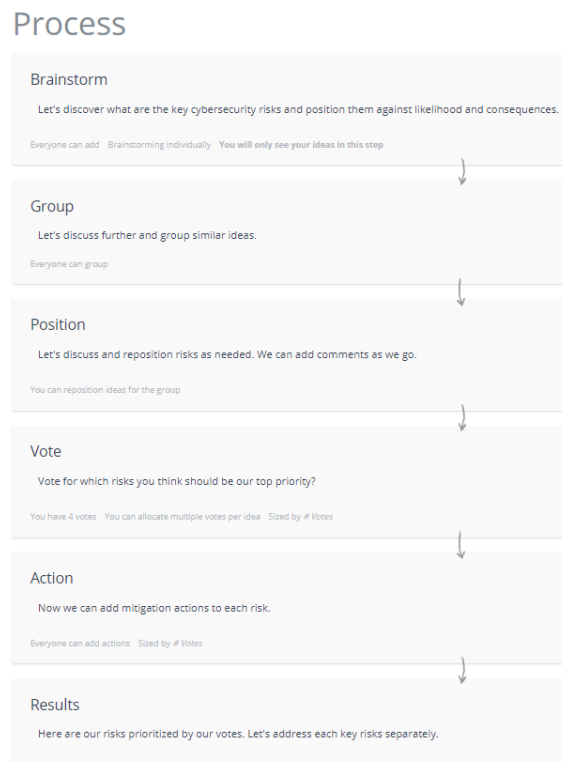 Process
Brainstorm
Let's discover what are the key cybersecurity risks and position them against likelihood and consequences.
Everyone can add Brainstorming individually You will only see your ideas in this step
Group
Let's discuss further and group similar ideas.
Everyone can group
Position
Let's discuss and reposition risks as needed. We can add comments as we go.
You can reposition ideas for the group
Vote
Vote for which risks you think should be our top priority?
You have 4 votes You can allocate multiple votes per idea Sized by # Votes
Action
Now we can add mitigation actions to each risk.
Everyone can add actions Sized by # Votes
Results
Here are our risks prioritized by our votes. Let's address each key risks separately.